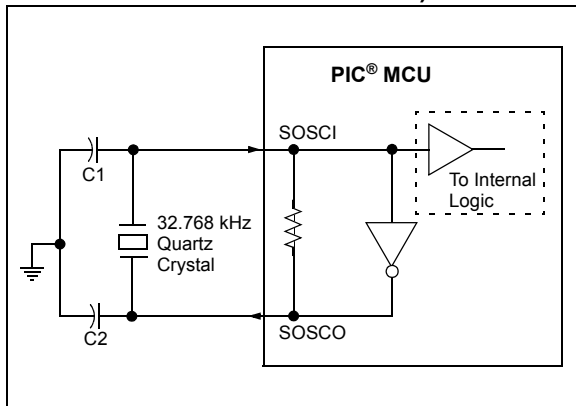 PIC® MCU
SOSCI
C1
To Internal
Logic
32.768 kHz
Quartz
Crystal
C2
SOSCO